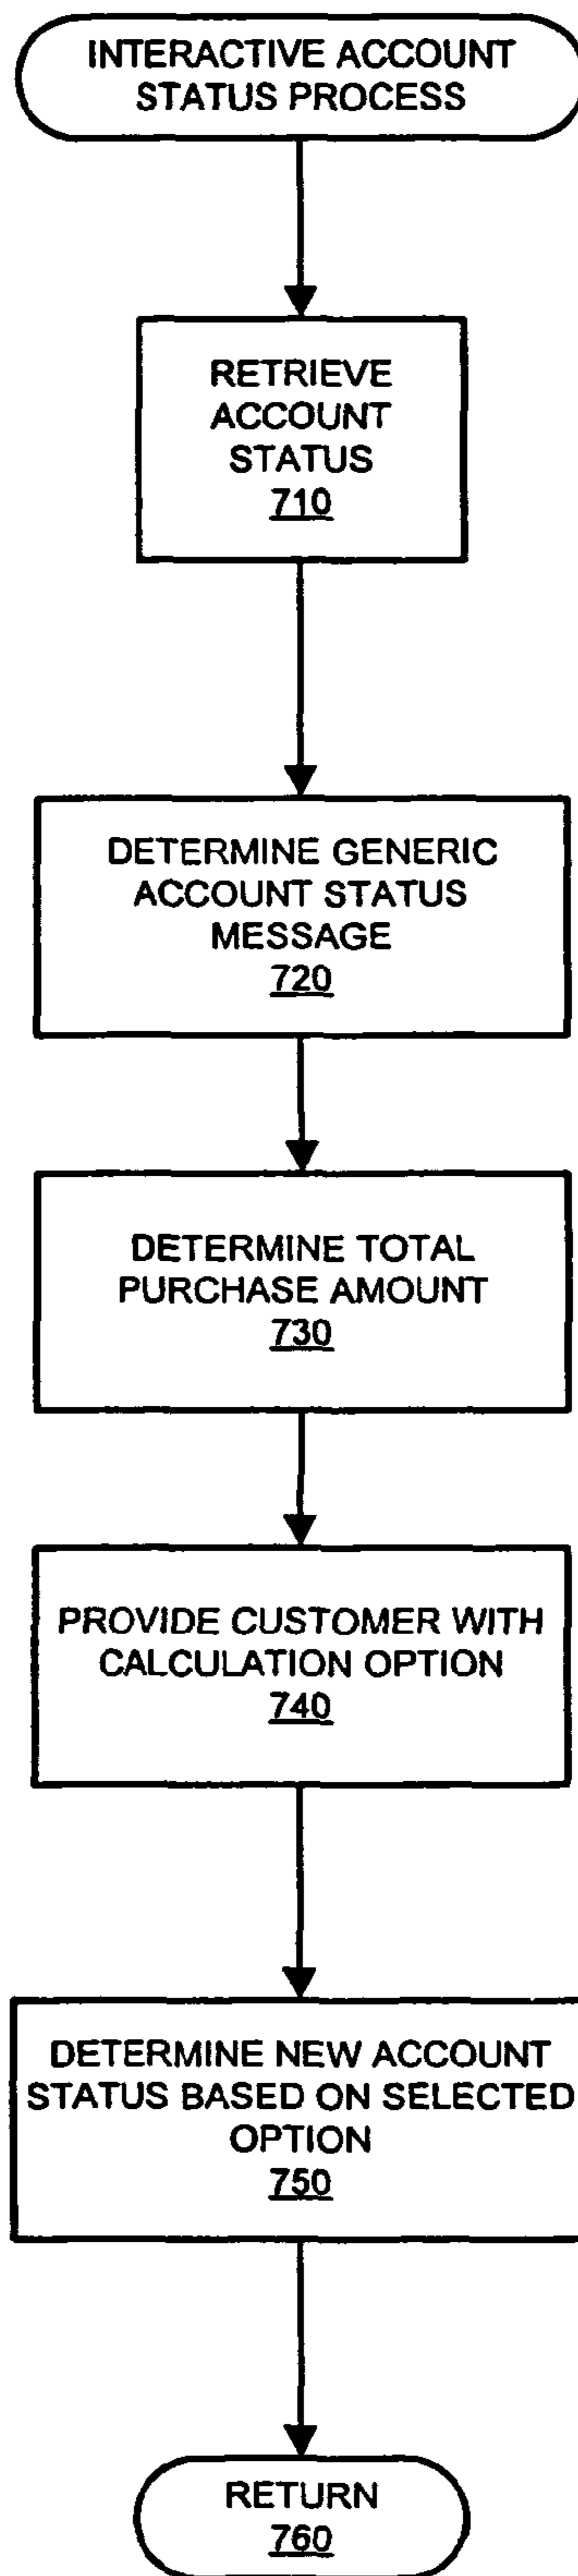 INTERACTIVE ACCOUNT
STATUS PROCESS
RETRIEVE
ACCOUNT
STATUS
710
DETERMINE GENERIC
ACCOUNT STATUS
MESSAGE
720
DETERMINE TOTAL
PURCHASE AMOUNT
730
PROVIDE CUSTOMER WITH
CALCULATION OPTION
740
DETERMINE NEW ACCOUNT
STATUS BASED ON SELECTED
OPTION
750
RETURN
760